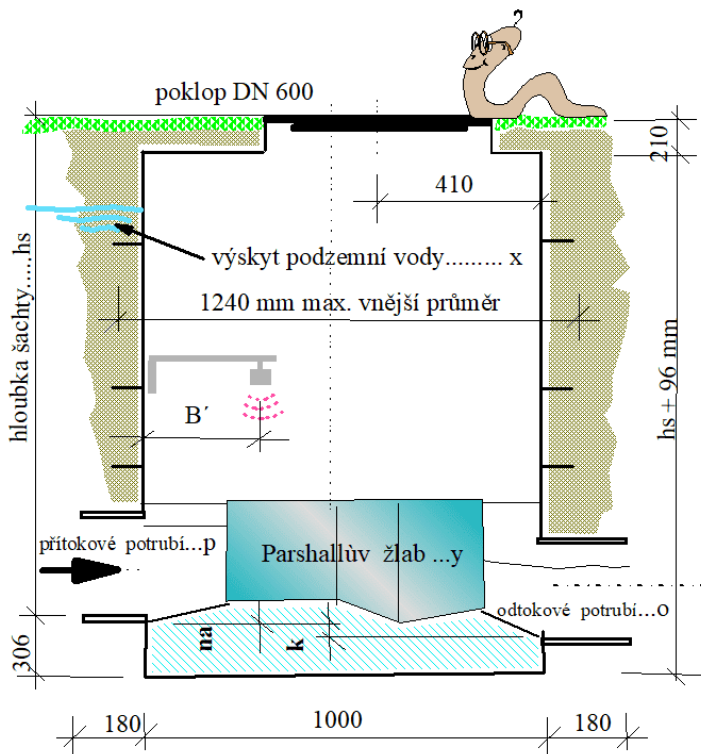 poklop DN 600
210
410
výskyt podzemní vody......... x
1240 mm max. vnější průměr
hloubka šachty.....hs
hs + 96 mm
B´
přítokové potrubí...p
Parshallùv žlab ...y
odtokové potrubí...o
na
k
306
180
1000
180